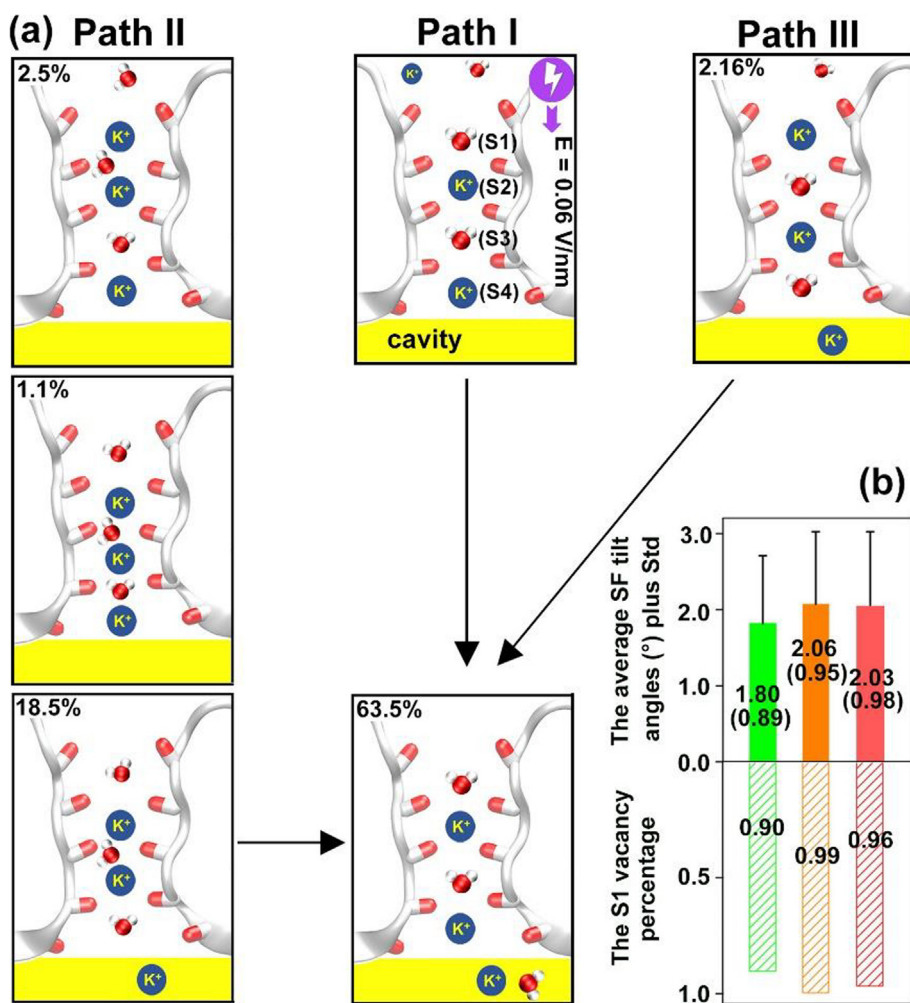 (a) Path II
Path I
Path III
2.5%
K⁺
K⁺
K⁺
K⁺
(S1)
K⁺ (S2)
(S3)
K⁺ (S4)
E = 0.06 V/nm
cavity
2.16%
K⁺
K⁺
K⁺
1.1%
K⁺
K⁺
K⁺
18.5%
K⁺
K⁺
K⁺
63.5%
K⁺
K⁺
K⁺
(b)
The average SF tilt
angles (°) plus Std
3.0
2.0
1.0
0.0
1.80
(0.89)
2.06
(0.95)
2.03
(0.98)
The S1 vacancy
percentage
0.5
1.0
0.90
0.99
0.96